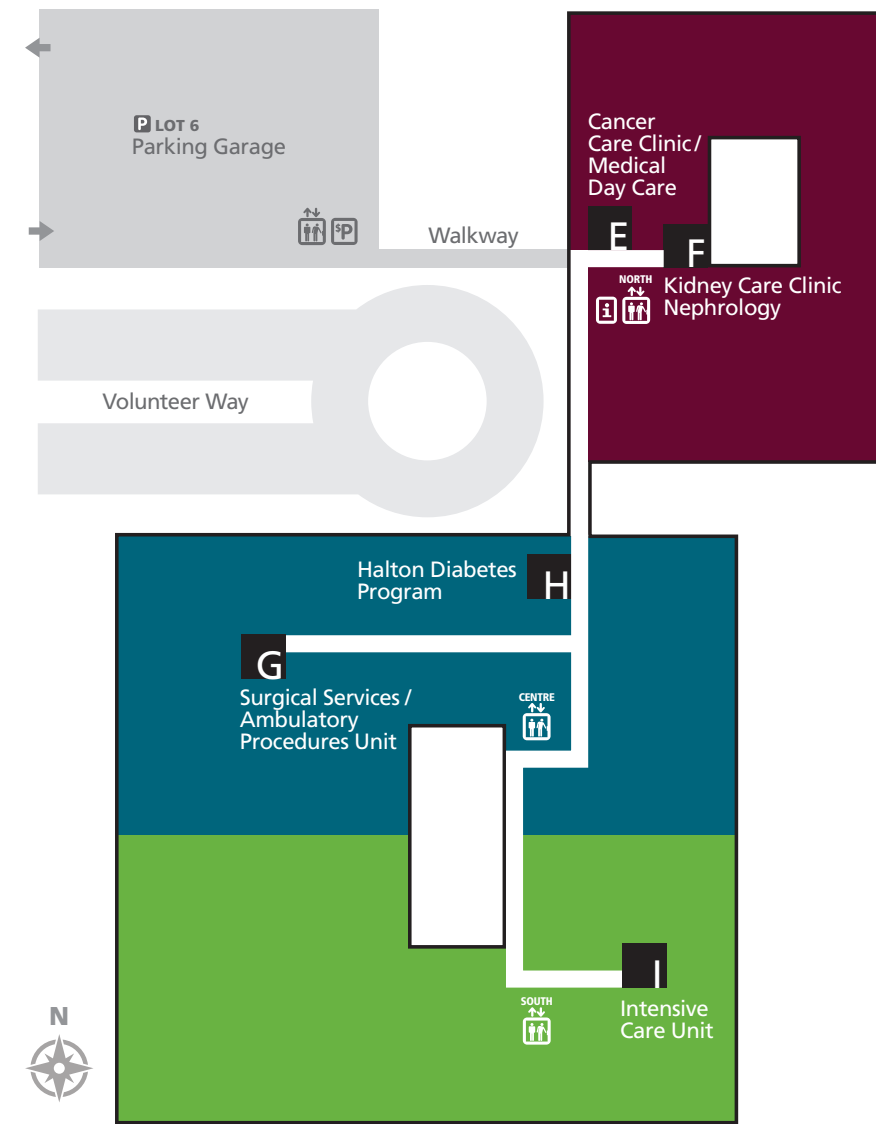 P LOT 6
Parking Garage
$P
Walkway
Cancer
Care Clinic/
Medical
Day Care
E
F
NORTH
i
Kidney Care Clinic
Nephrology
Volunteer Way
Halton Diabetes
Program
H
G
Surgical Services /
Ambulatory
Procedures Unit
CENTRE
I
Intensive
Care Unit
SOUTH
N